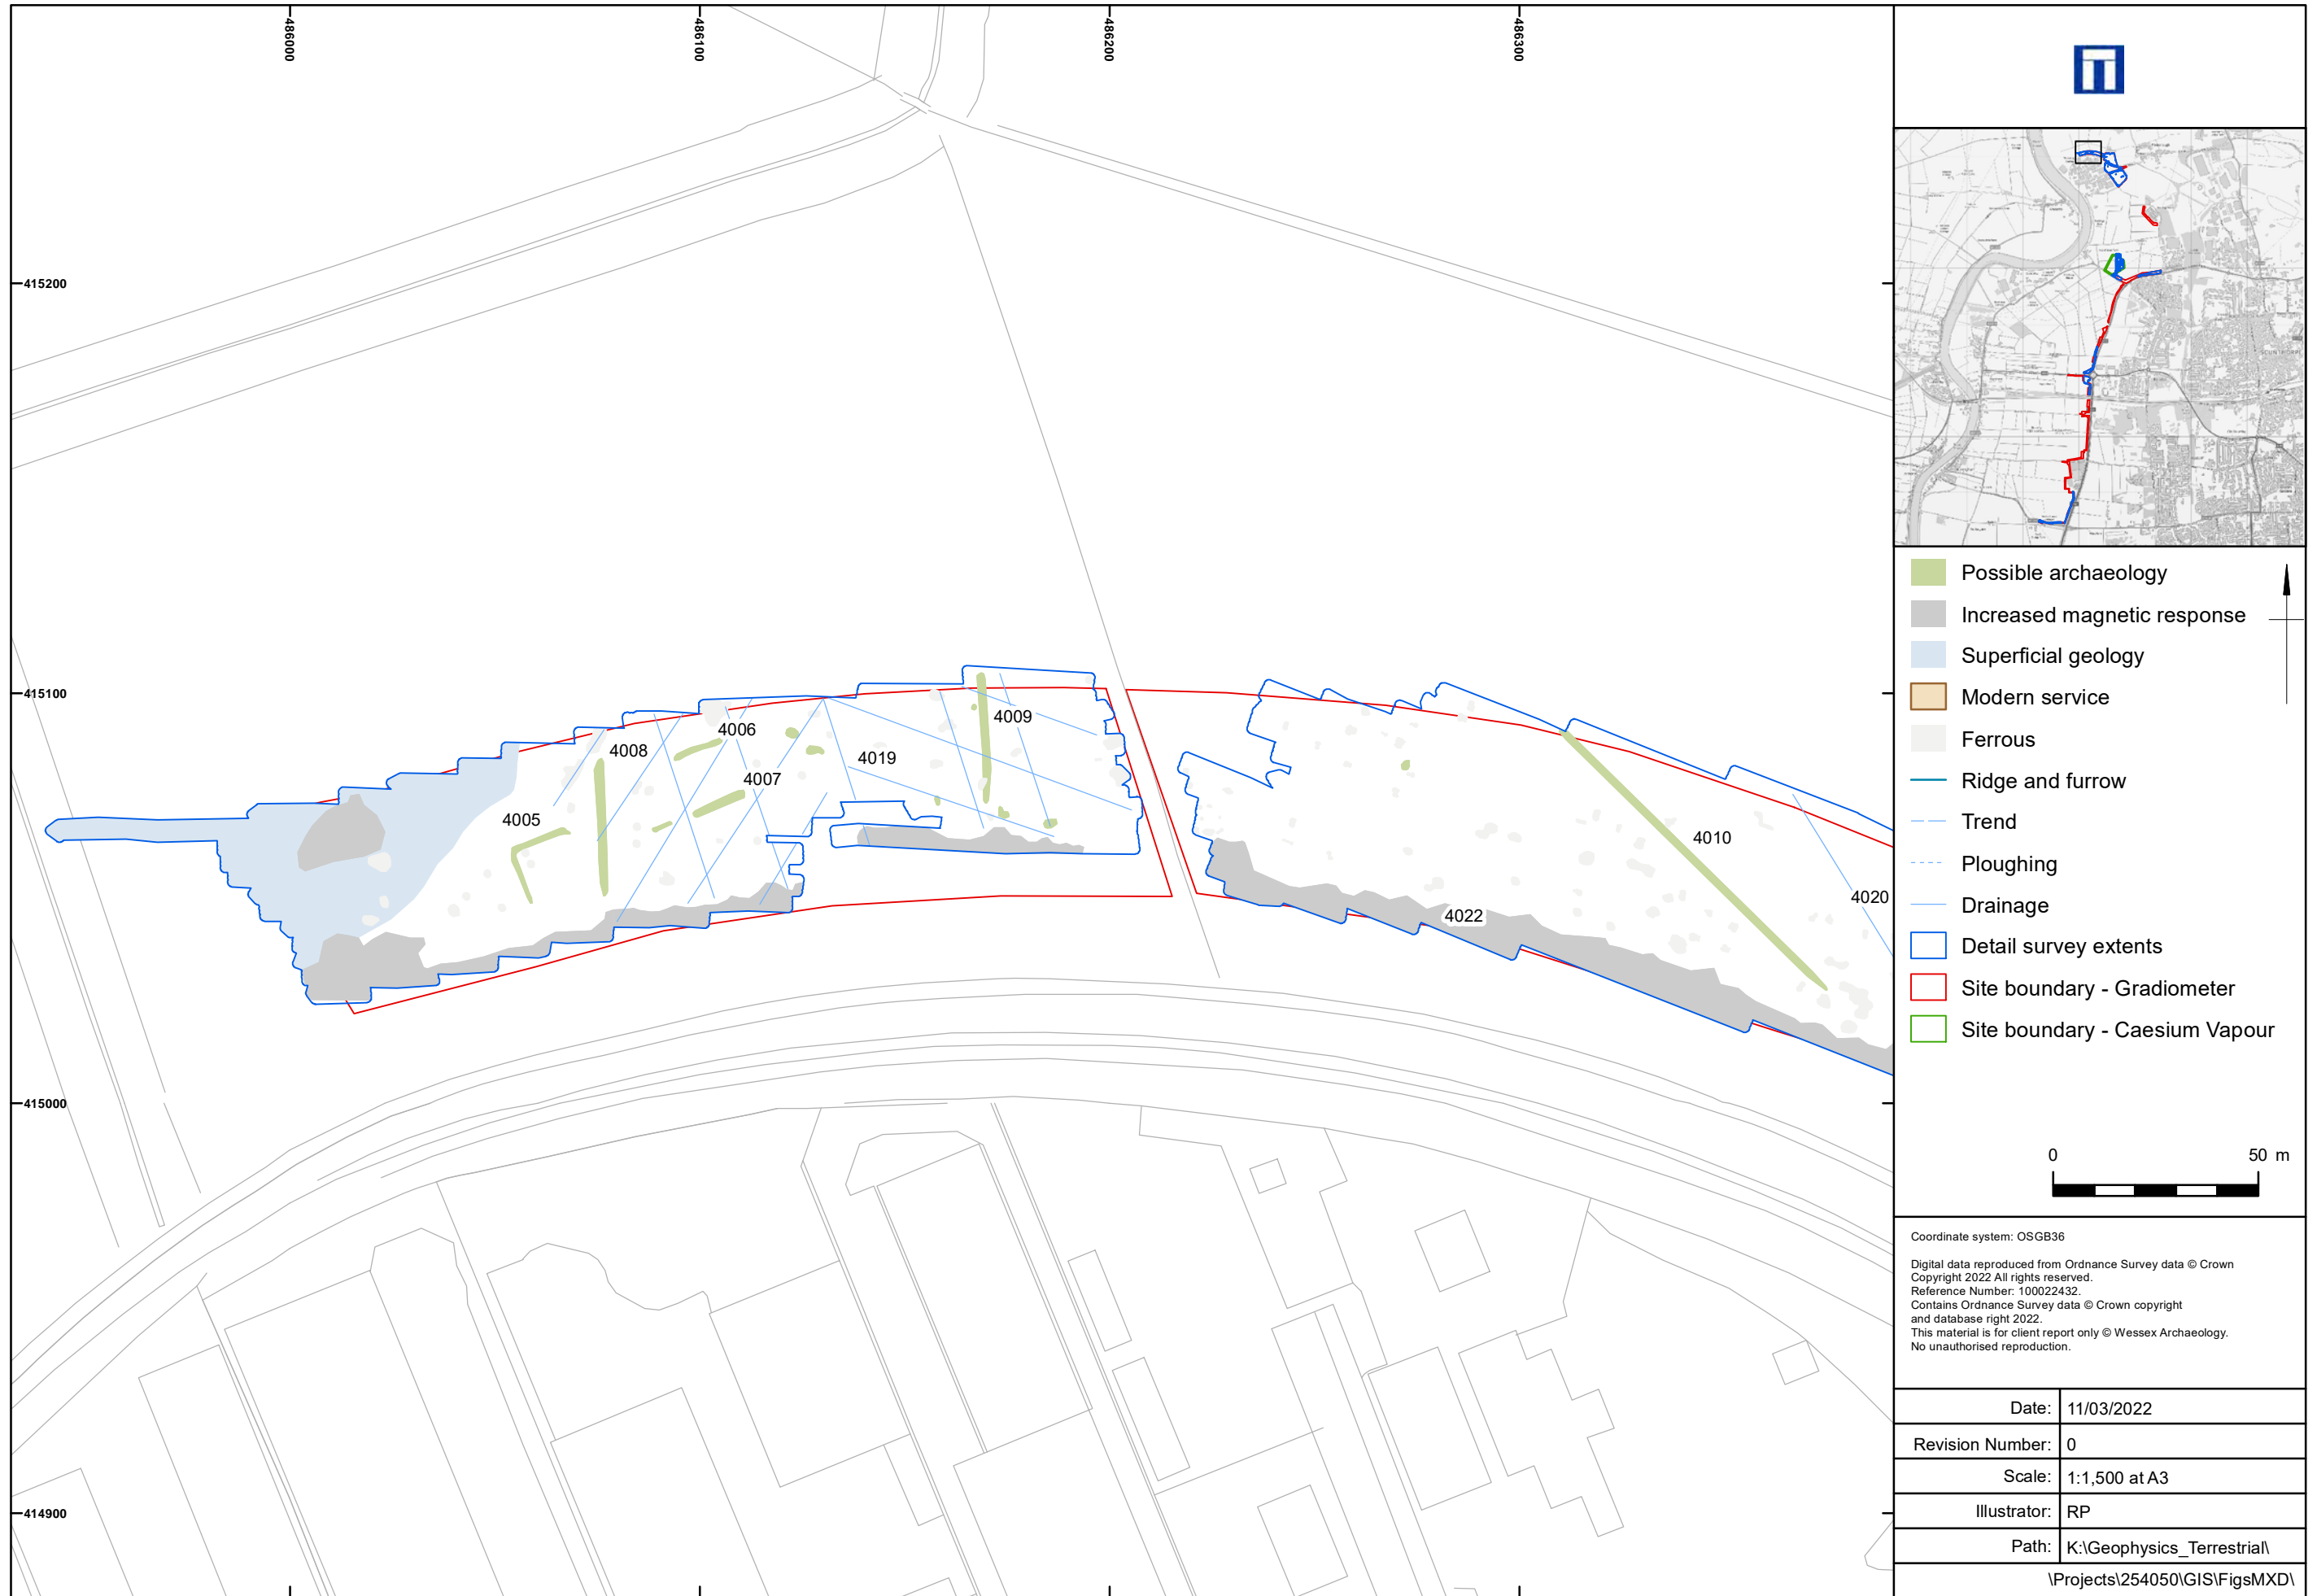 486000
486100
486200
486300
415200
415100
415000
414900
4005
4008
4006
4007
4019
4009
4010
4020
4022
Possible archaeology
Increased magnetic response
Superficial geology
Modern service
Ferrous
Ridge and furrow
Trend
Ploughing
Drainage
Detail survey extents
Site boundary - Gradiometer
Site boundary - Caesium Vapour
0 50 m
Coordinate system: OSGB36
Digital data reproduced from Ordnance Survey data © Crown
Copyright 2022 All rights reserved.
Reference Number: 100022432.
Contains Ordnance Survey data © Crown copyright
and database right 2022.
This material is for client report only © Wessex Archaeology.
No unauthorised reproduction.
Date: 11/03/2022
Revision Number: 0
Scale: 1:1,500 at A3
Illustrator: RP
Path: K:\Geophysics_Terrestrial\
\Projects\254050\GIS\FigsMXD\